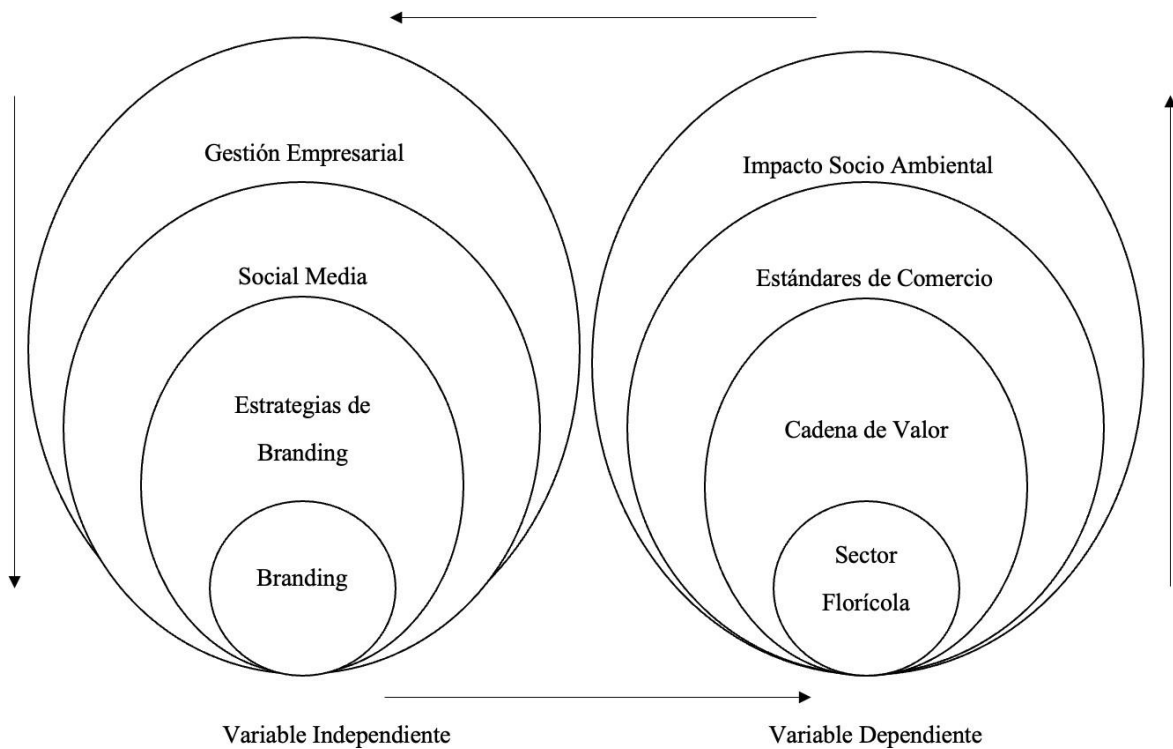 Gestión Empresarial
Social Media
Estrategias de
Branding
Branding
Variable Independiente
Impacto Socio Ambiental
Estándares de Comercio
Cadena de Valor
Sector
Florícola
Variable Dependiente